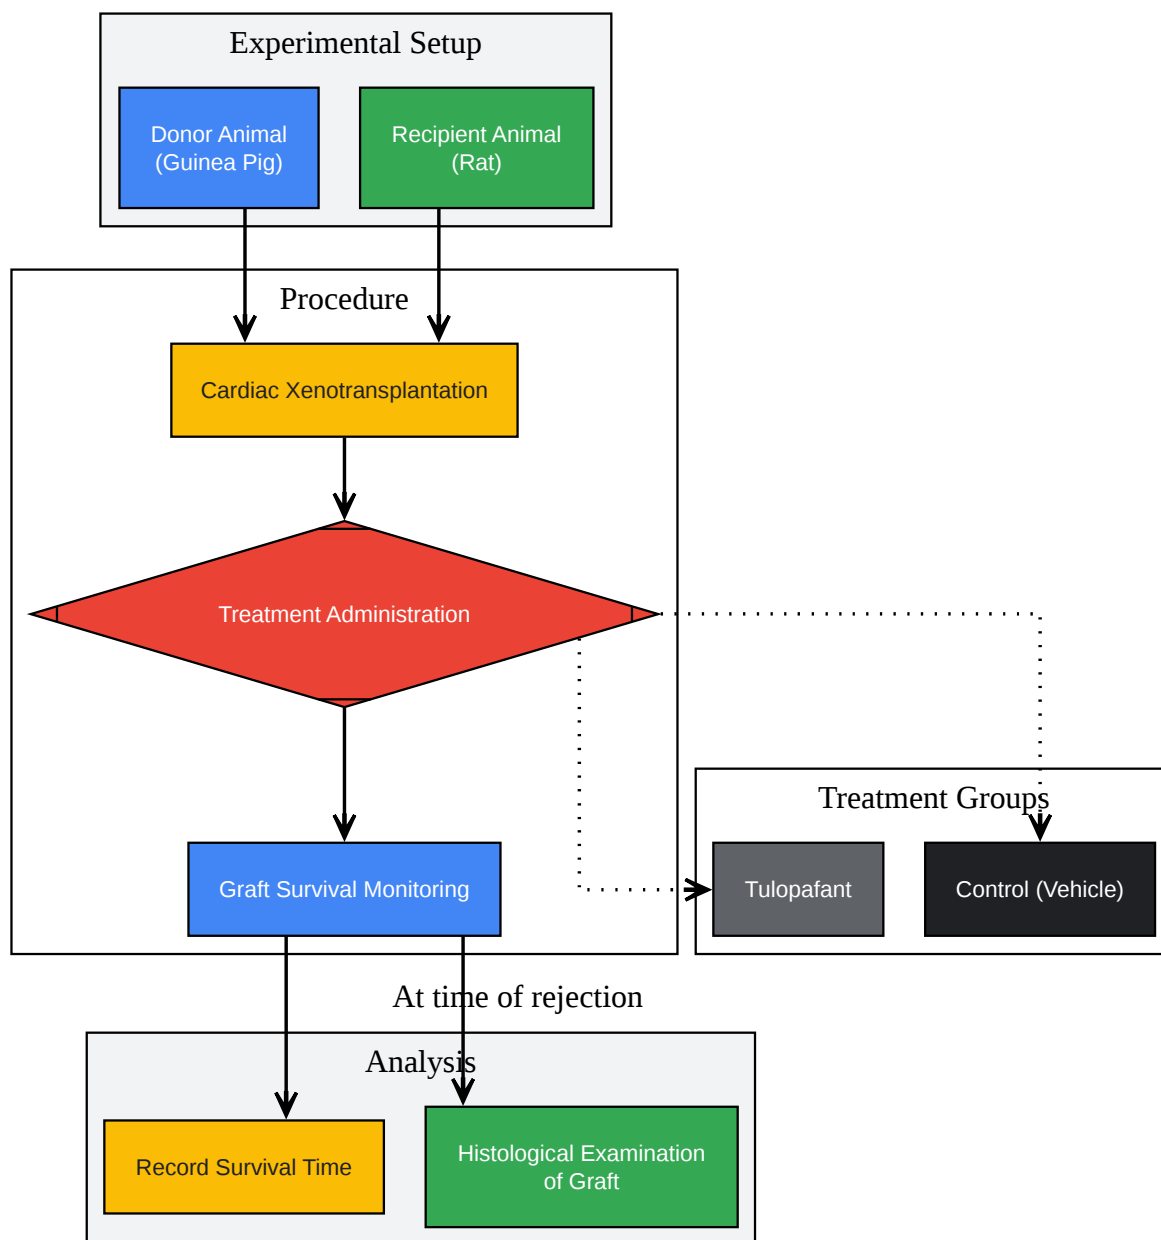 Experimental Setup
Donor Animal
(Guinea Pig)
Recipient Animal
(Rat)
Procedure
Cardiac Xenotransplantation
Treatment Administration
Treatment Groups
Graft Survival Monitoring
Tulopafant
Control (Vehicle)
At time of rejection
Analysis
Record Survival Time
Histological Examination
of Graft